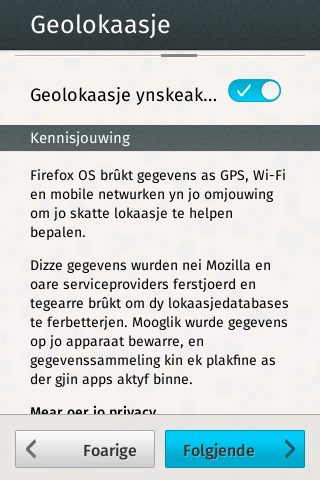 Geolokaasje
Geolokaasje ynskeak...
Kennisjouwing
Firefox OS brûkt gegevens as GPS, Wi-Fi
en mobile netwurken yn jo omjouwing
om jo skatte lokaasje te helpen
bepalen.
Dizze gegevens wurden nei Mozilla en
oare serviceproviders ferstjoerd en
tegearre brûkt om dy lokaasjedatabases
te ferbetterjen. Mooglik wurde gegevens
op jo apparaat bewarre, en
gegevenssammeling kin ek plakfine as
der gjin apps aktyf binne.
Mear oer jo privacy
Foarige
Folgjende